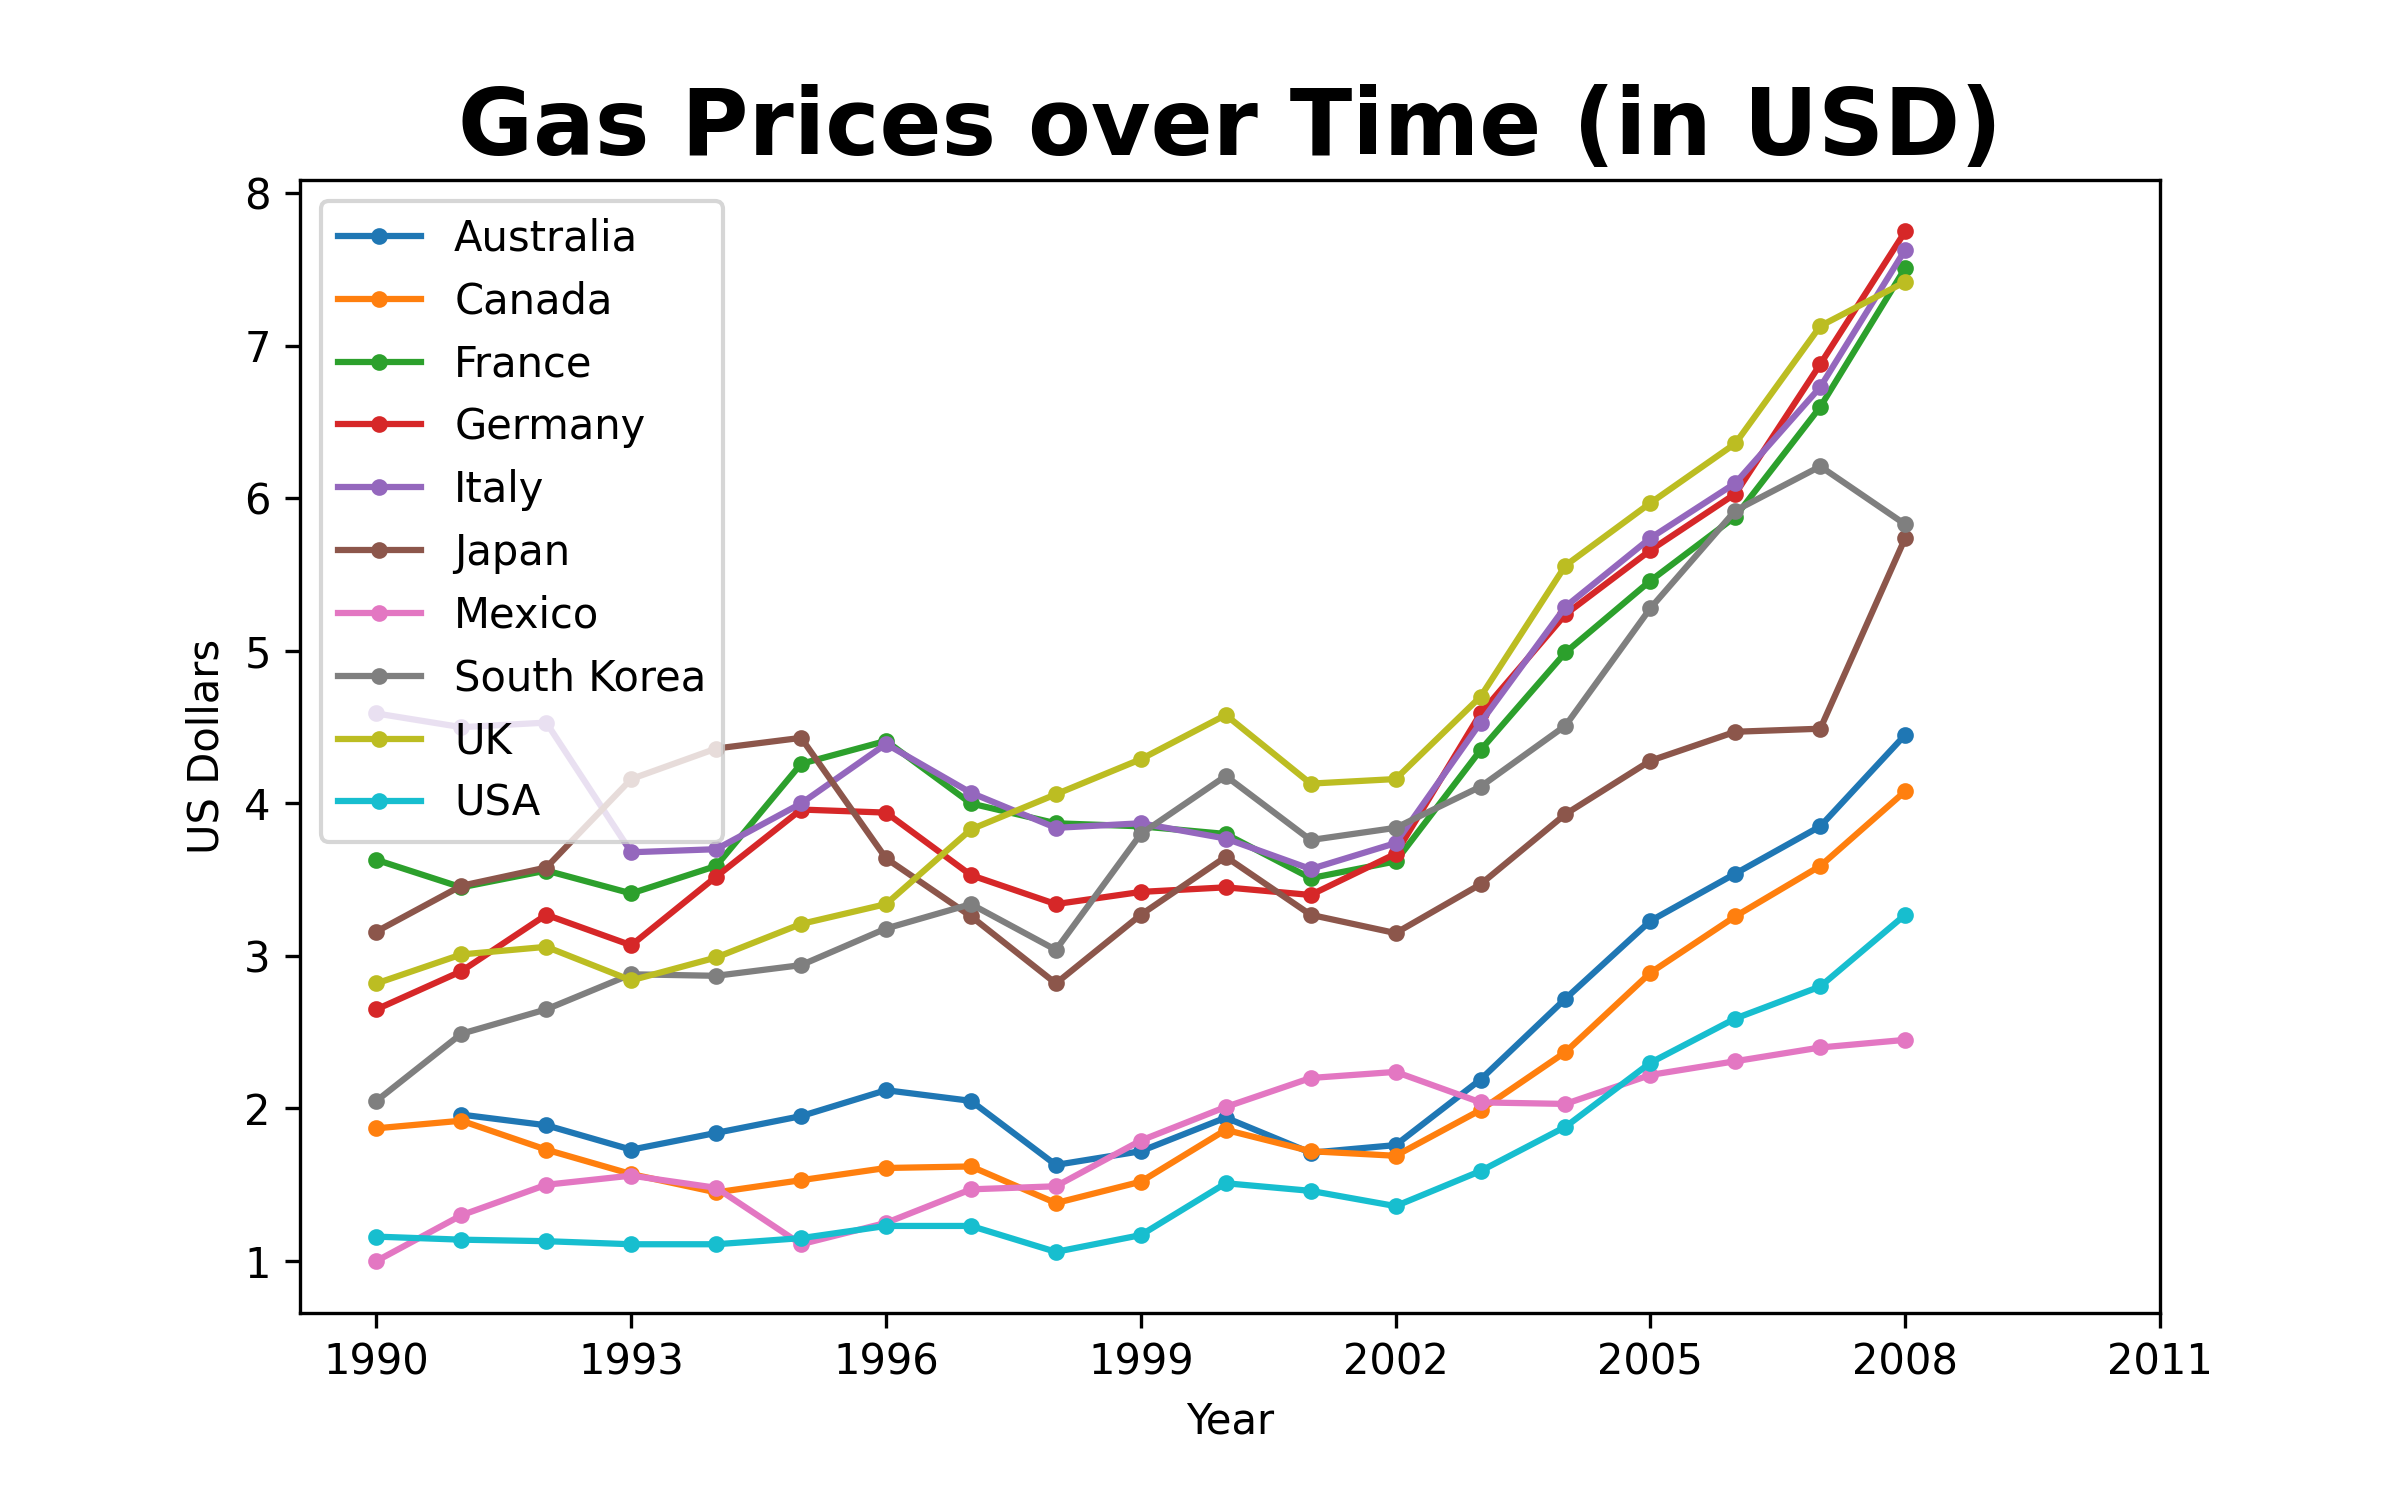 Gas Prices over Time (in USD)
8
7
6
5
4
3
2
1
US Dollars
Australia
Canada
France
Germany
Italy
Japan
Mexico
South Korea
UK
USA
1990 1993 1996 1999 2002 2005 2008 2011
Year